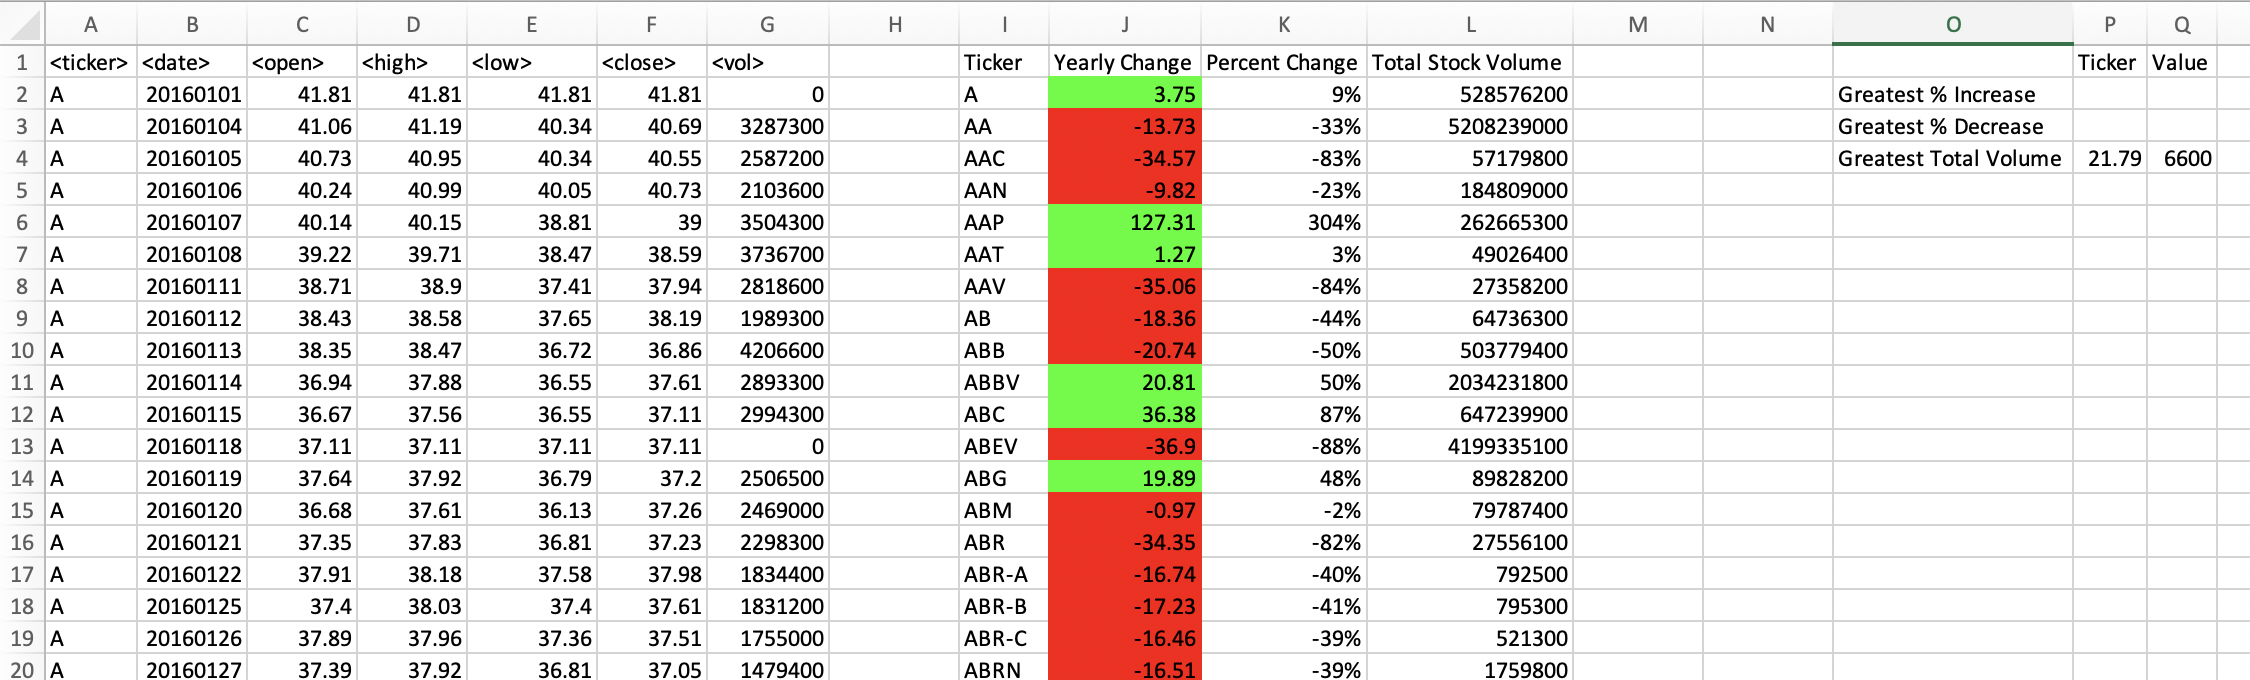 A B C D E F G H I J K L M N O P Q
1 <ticker> <date> <open> <high> <low> <close> <vol> Ticker Yearly Change Percent Change Total Stock Volume Ticker Value
2 A 20160101 41.81 41.81 41.81 41.81 0 A 3.75 9% 528576200 Greatest % Increase
3 A 20160104 41.06 41.19 40.34 40.69 3287300 AA -13.73 -33% 5208239000 Greatest % Decrease
4 A 20160105 40.73 40.95 40.34 40.55 2587200 AAC -34.57 -83% 57179800 Greatest Total Volume 21.79 6600
5 A 20160106 40.24 40.99 40.05 40.73 2103600 AAN -9.82 -23% 184809000
6 A 20160107 40.14 40.15 38.81 39 3504300 AAP 127.31 304% 262665300
7 A 20160108 39.22 39.71 38.47 38.59 3736700 AAT 1.27 3% 49026400
8 A 20160111 38.71 38.9 37.41 37.94 2818600 AAV -35.06 -84% 27358200
9 A 20160112 38.43 38.58 37.65 38.19 1989300 AB -18.36 -44% 64736300
10 A 20160113 38.35 38.47 36.72 36.86 4206600 ABB -20.74 -50% 503779400
11 A 20160114 36.94 37.88 36.55 37.61 2893300 ABBV 20.81 50% 2034231800
12 A 20160115 36.67 37.56 36.55 37.11 2994300 ABC 36.38 87% 647239900
13 A 20160118 37.11 37.11 37.11 37.11 0 ABEV -36.9 -88% 4199335100
14 A 20160119 37.64 37.92 36.79 37.2 2506500 ABG 19.89 48% 89828200
15 A 20160120 36.68 37.61 36.13 37.26 2469000 ABM -0.97 -2% 79787400
16 A 20160121 37.35 37.83 36.81 37.23 2298300 ABR -34.35 -82% 27556100
17 A 20160122 37.91 38.18 37.58 37.98 1834400 ABR-A -16.74 -40% 792500
18 A 20160125 37.4 38.03 37.4 37.61 1831200 ABR-B -17.23 -41% 795300
19 A 20160126 37.89 37.96 37.36 37.51 1755000 ABR-C -16.46 -39% 521300
20 A 20160127 37.39 37.92 36.81 37.05 1479400 ABRN -16.51 -39% 1759800